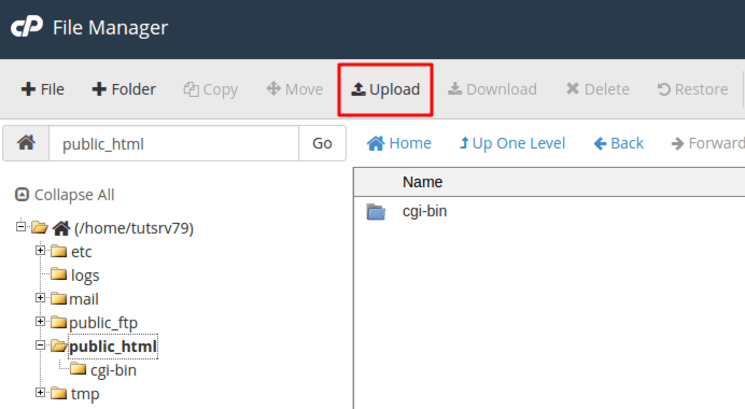 cP File Manager
File Folder Copy Move Upload Download Delete Restore
public_html Go Home Up One Level Back Forward
Collapse All
Name
cgi-bin
(/home/tutsrv79)
etc
logs
mail
public_ftp
public_html
cgi-bin
tmp